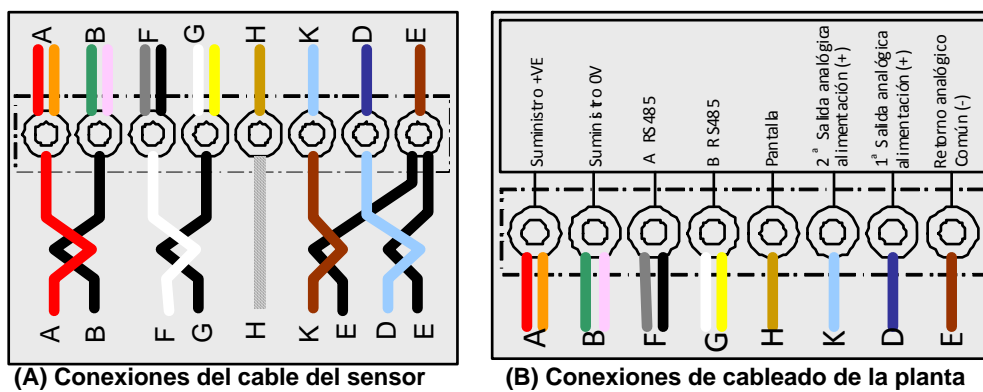 A B F G H K D E
A B F G H K E D E
(A) Conexiones del cable del sensor
Suministro +VE
Suministro 0V
A RS485
B RS485
Pantalla
2ª Salida analógica
alimentación (+)
1ª Salida analógica
alimentación (+)
Retorno analógico
Común (-)
A B F G H K D E
(B) Conexiones de cableado de la planta